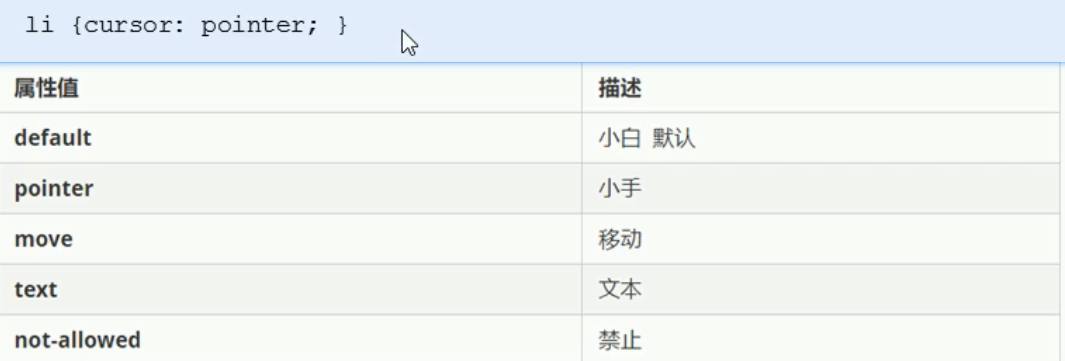 li {cursor: pointer; }
属性值 描述
default 小白 默认
pointer 小手
move 移动
text 文本
not-allowed 禁止